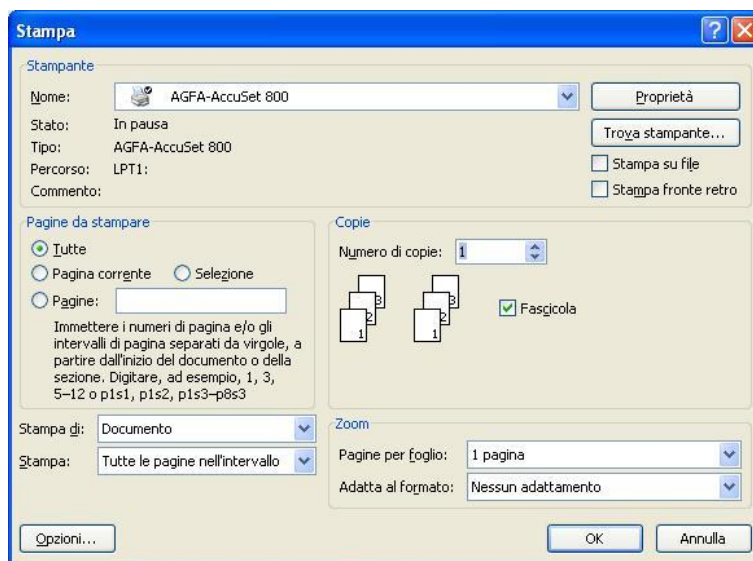 Stampa
Stampante
Nome: AGFA-AccuSet 800 Proprietà
Stato: In pausa Trova stampante...
Tipo: AGFA-AccuSet 800
Percorso: LPT1: Stampa su file
Commento: Stampa fronte retro
Pagine da stampare
Tutte
Pagina corrente Selezione
Pagine:
Immettere i numeri di pagina e/o gli
intervalli di pagina separati da virgole, a
partire dall'inizio del documento o della
sezione. Digitare, ad esempio, 1, 3,
5–12 o p1s1, p1s2, p1s3–p8s3
Copie
Numero di copie: 1
3 3
2 2
1 1
Fascicola
Stampa di: Documento
Stampa: Tutte le pagine nell'intervallo
Zoom
Pagine per foglio: 1 pagina
Adatta al formato: Nessun adattamento
Opzioni... OK Annulla